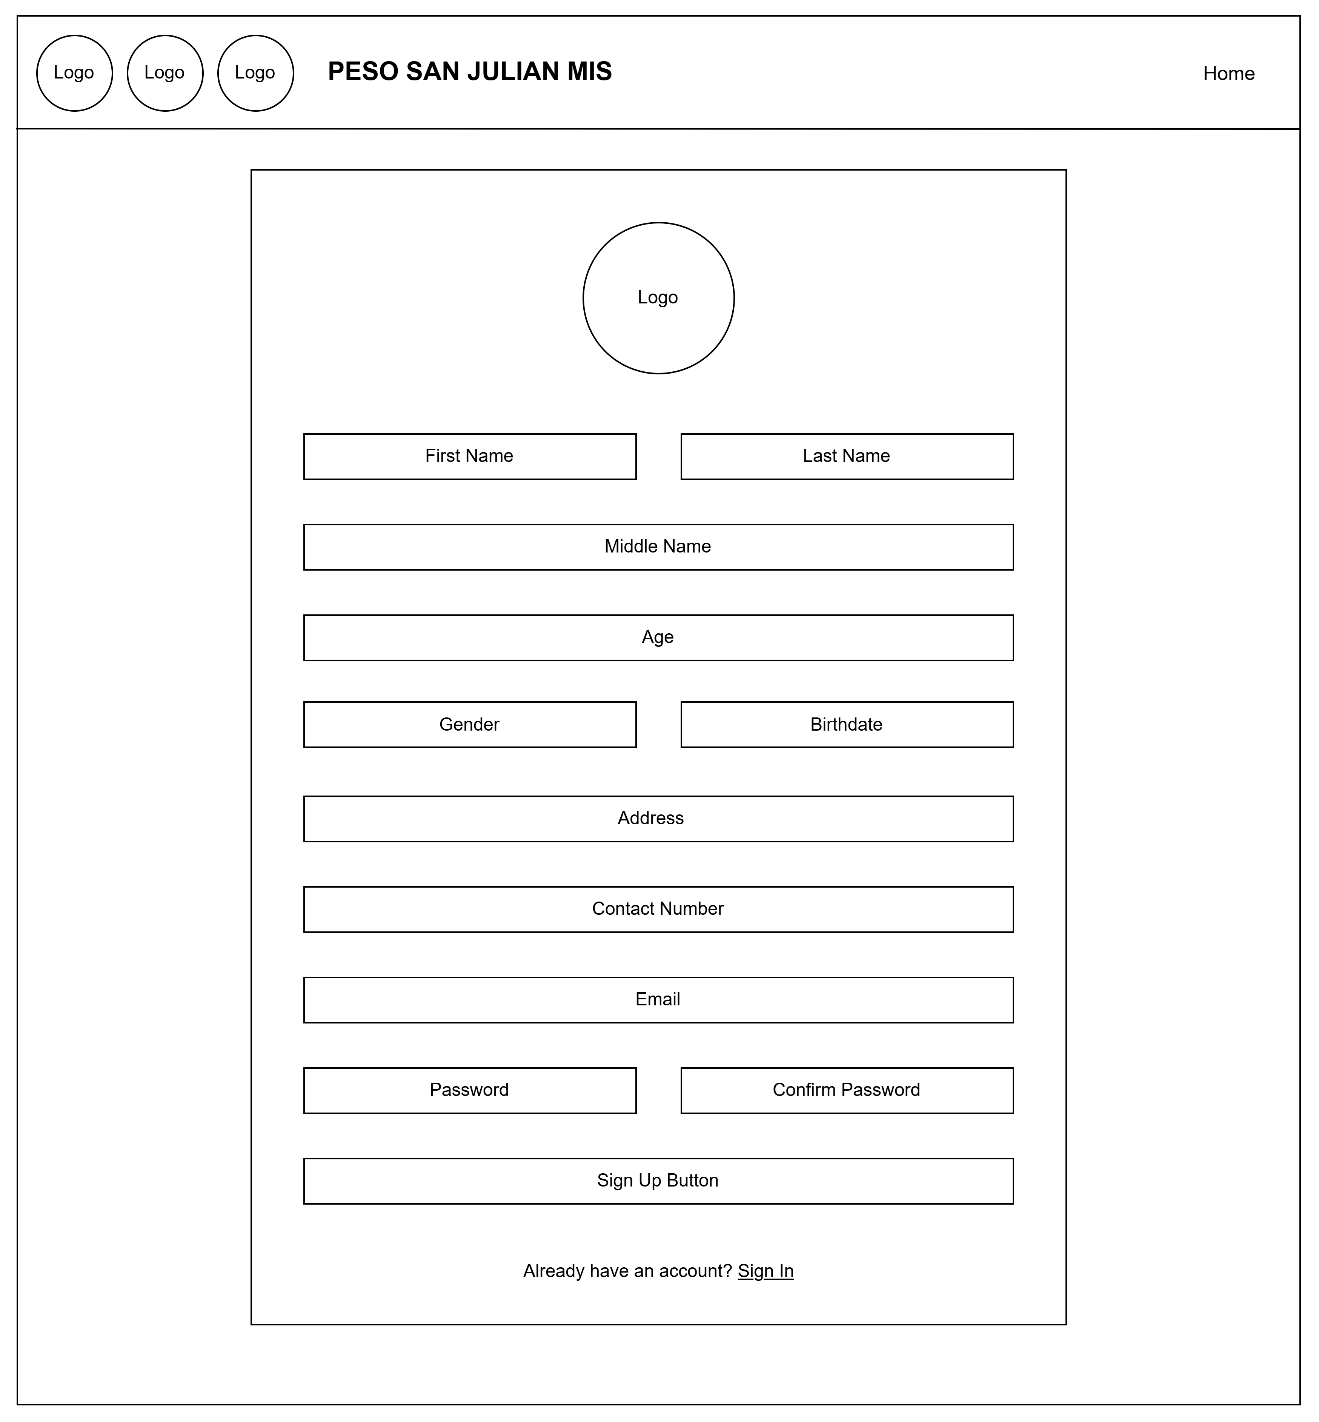 Logo Logo Logo PESO SAN JULIAN MIS Home
Logo
First Name Last Name
Middle Name
Age
Gender Birthdate
Address
Contact Number
Email
Password Confirm Password
Sign Up Button
Already have an account? Sign In